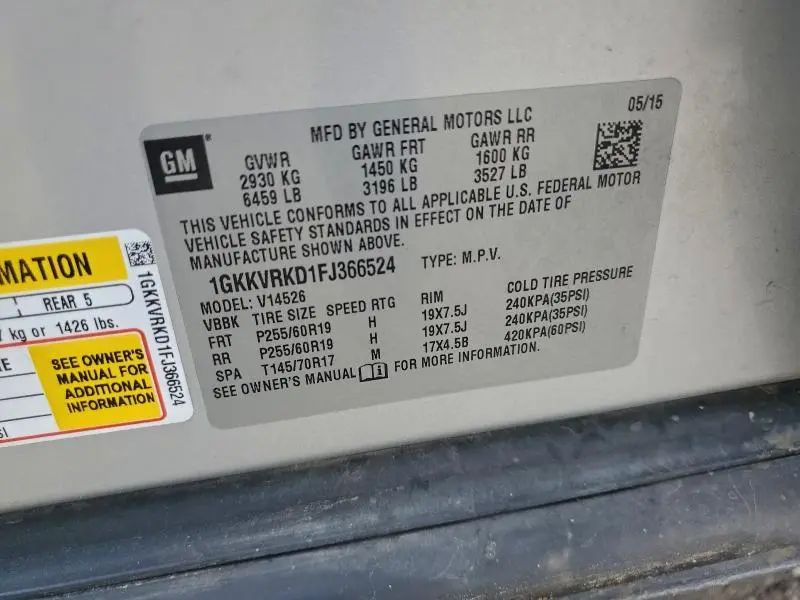 GM
MFD BY GENERAL MOTORS LLC
05/15
GVWR GAWR FRT GAWR RR
2930 KG 1450 KG 1600 KG
6459 LB 3196 LB 3527 LB
THIS VEHICLE CONFORMS TO ALL APPLICABLE U.S. FEDERAL MOTOR
VEHICLE SAFETY STANDARDS IN EFFECT ON THE DATE OF
MANUFACTURE SHOWN ABOVE.
1GKKVRKD1FJ366524 TYPE: M.P.V.
MODEL: V14526
VBBK TIRE SIZE SPEED RTG RIM COLD TIRE PRESSURE
FRT P255/60R19 H 19X7.5J 240KPA(35PSI)
RR P255/60R19 H 19X7.5J 240KPA(35PSI)
SPA T145/70R17 M 17X4.5B 420KPA(60PSI)
SEE OWNER'S MANUAL FOR MORE INFORMATION.
MATION
REAR 5
kg or 1426 lbs.
SEE OWNER'S
MANUAL FOR
ADDITIONAL
INFORMATION
1GKKVRKD1FJ366524